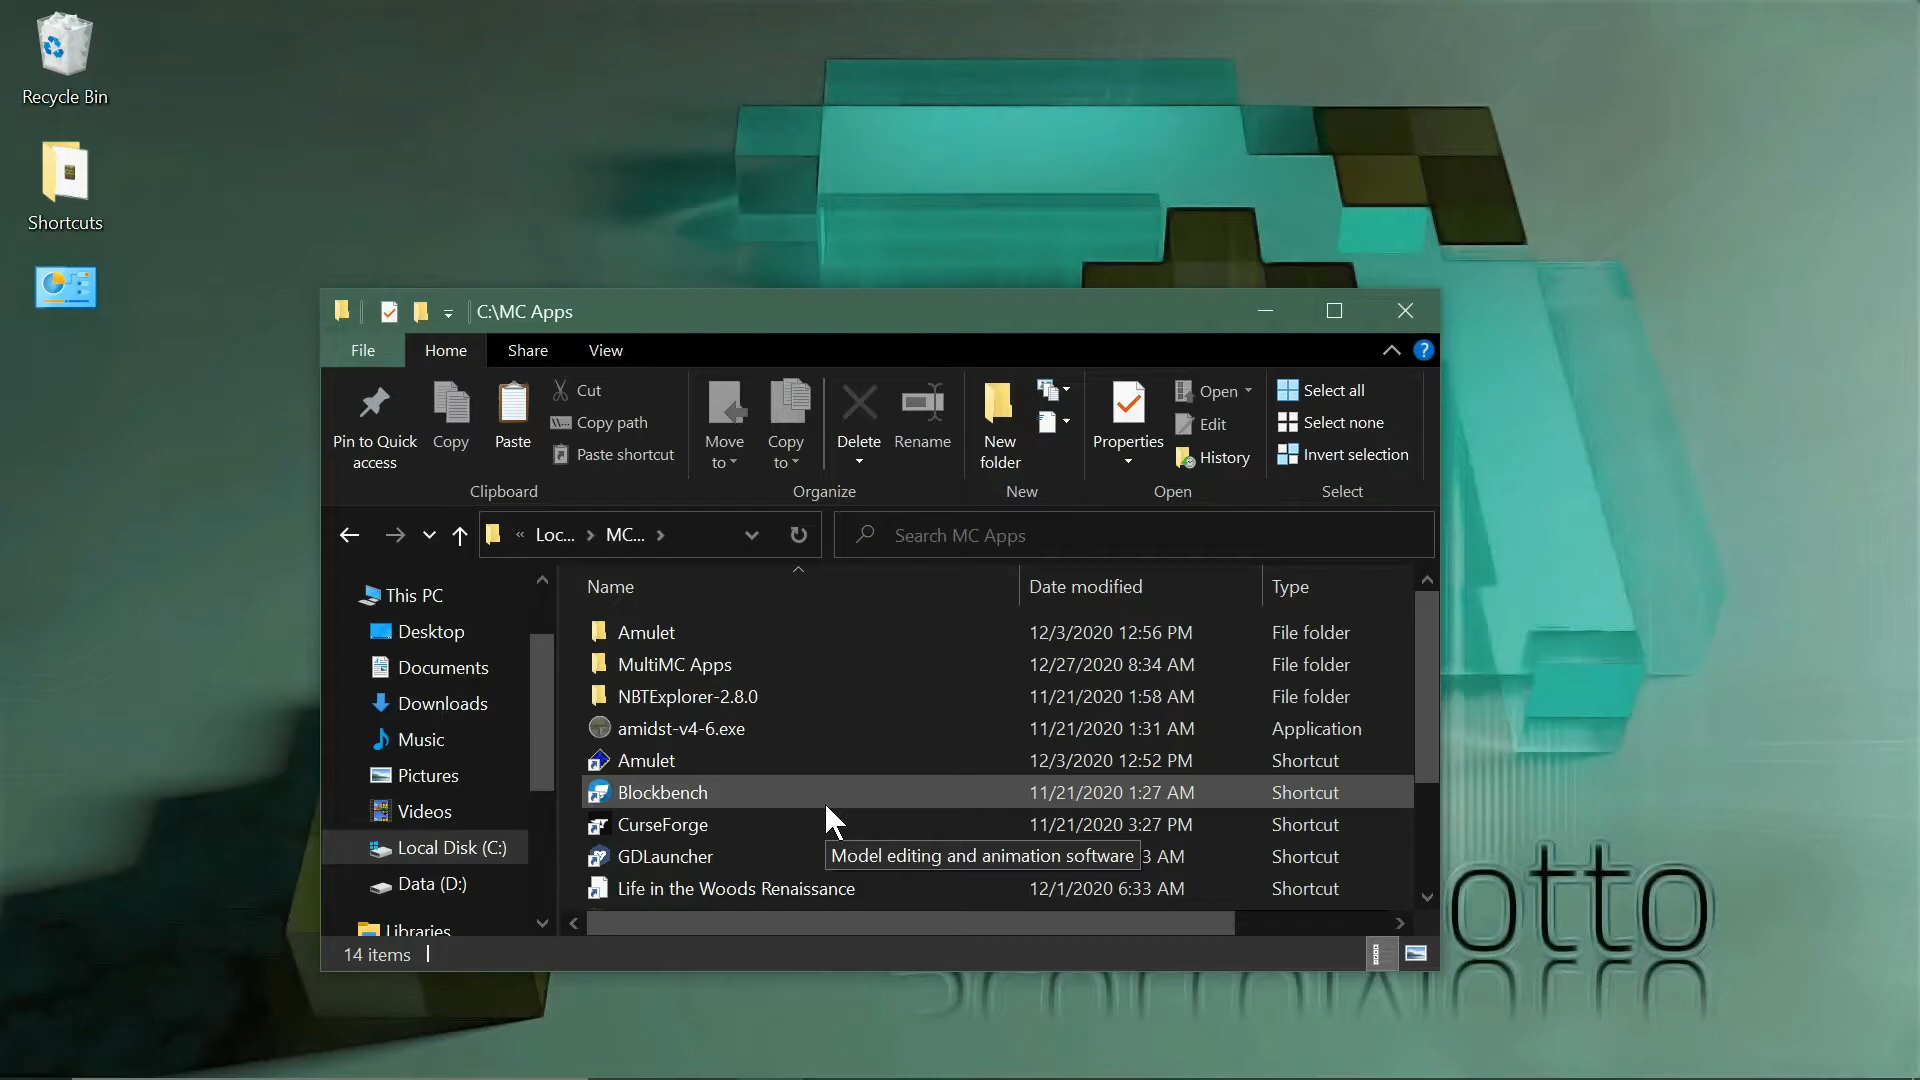 Recycle Bin
Shortcuts
C:\MC Apps
File
Home
Share
View
Pin to Quick access
Copy
Paste
Cut
Copy path
Paste shortcut
Clipboard
Move to
Copy to
Delete
Rename
Organize
New folder
New
Properties
Open
Edit
History
Open
Select all
Select none
Invert selection
Select
« Loc... > MC... >
Search MC Apps
This PC
Desktop
Documents
Downloads
Music
Pictures
Videos
Local Disk (C:)
Data (D:)
Libraries
Name Date modified Type
Amulet 12/3/2020 12:56 PM File folder
MultiMC Apps 12/27/2020 8:34 AM File folder
NBTExplorer-2.8.0 11/21/2020 1:58 AM File folder
amidst-v4-6.exe 11/21/2020 1:31 AM Application
Amulet 12/3/2020 12:52 PM Shortcut
Blockbench 11/21/2020 1:27 AM Shortcut
CurseForge 11/21/2020 3:27 PM Shortcut
GDLauncher 3 AM Shortcut
Model editing and animation software
Life in the Woods Renaissance 12/1/2020 6:33 AM Shortcut
14 items
otto